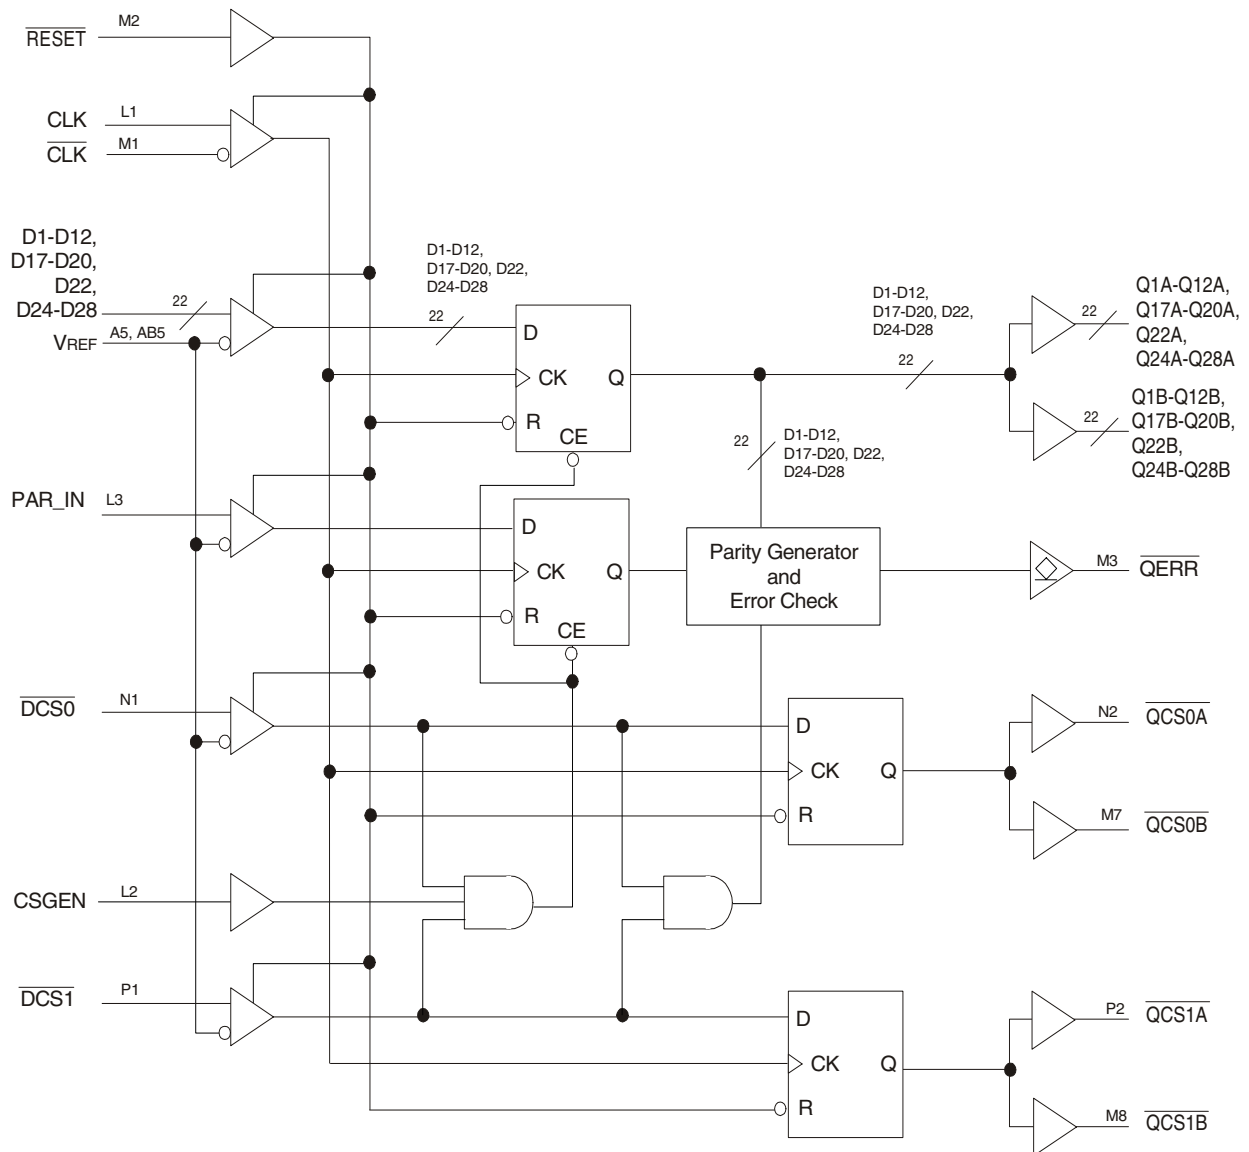 RESET
M2
CLK
L1
CLK
M1
D1-D12,
D17-D20,
D22,
D24-D28
22
VREF
A5, AB5
D1-D12,
D17-D20, D22,
D24-D28
22
D
CK
Q
R
CE
D1-D12,
D17-D20, D22,
D24-D28
22
22
Q1A-Q12A,
Q17A-Q20A,
Q22A,
Q24A-Q28A
22
Q1B-Q12B,
Q17B-Q20B,
Q22B,
Q24B-Q28B
22
D1-D12,
D17-D20, D22,
D24-D28
PAR_IN
L3
D
CK
Q
R
CE
Parity Generator
and
Error Check
M3
QERR
DCS0
N1
D
CK
Q
R
N2
QCS0A
M7
QCS0B
CSGEN
L2
DCS1
P1
D
CK
Q
R
P2
QCS1A
M8
QCS1B